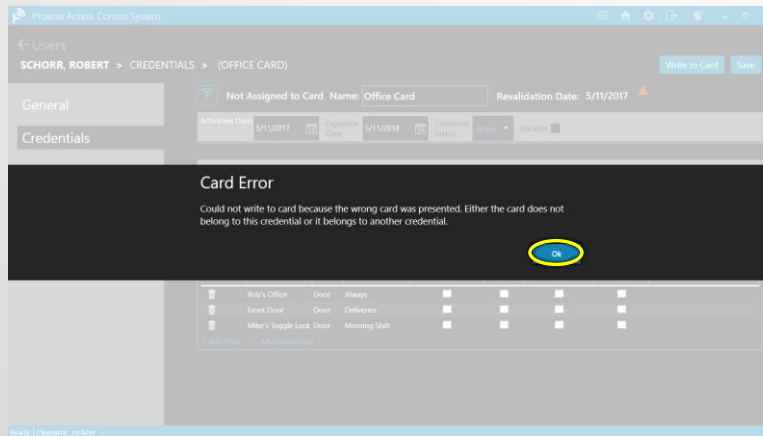 Prowess Access Control System
Users
SCHORR, ROBERT > CREDENTIALS > (OFFICE CARD)
Write to Card Save
General
Credentials
Not Assigned to Card Name: Office Card Revalidation Date: 5/11/2017
Activation Date: 5/11/2017 Expiration Date: 5/11/2018 Credential Status: Active Blacklist
Card Error
Could not write to card because the wrong card was presented. Either the card does not
belong to this credential or it belongs to another credential.
Ok
Rob's Office Door Always
Front Door Door Deliveries
Mike's Toggle Lock Door Morning Shift
+ Add Door + Add Door Group
Ready Operator: rschorr